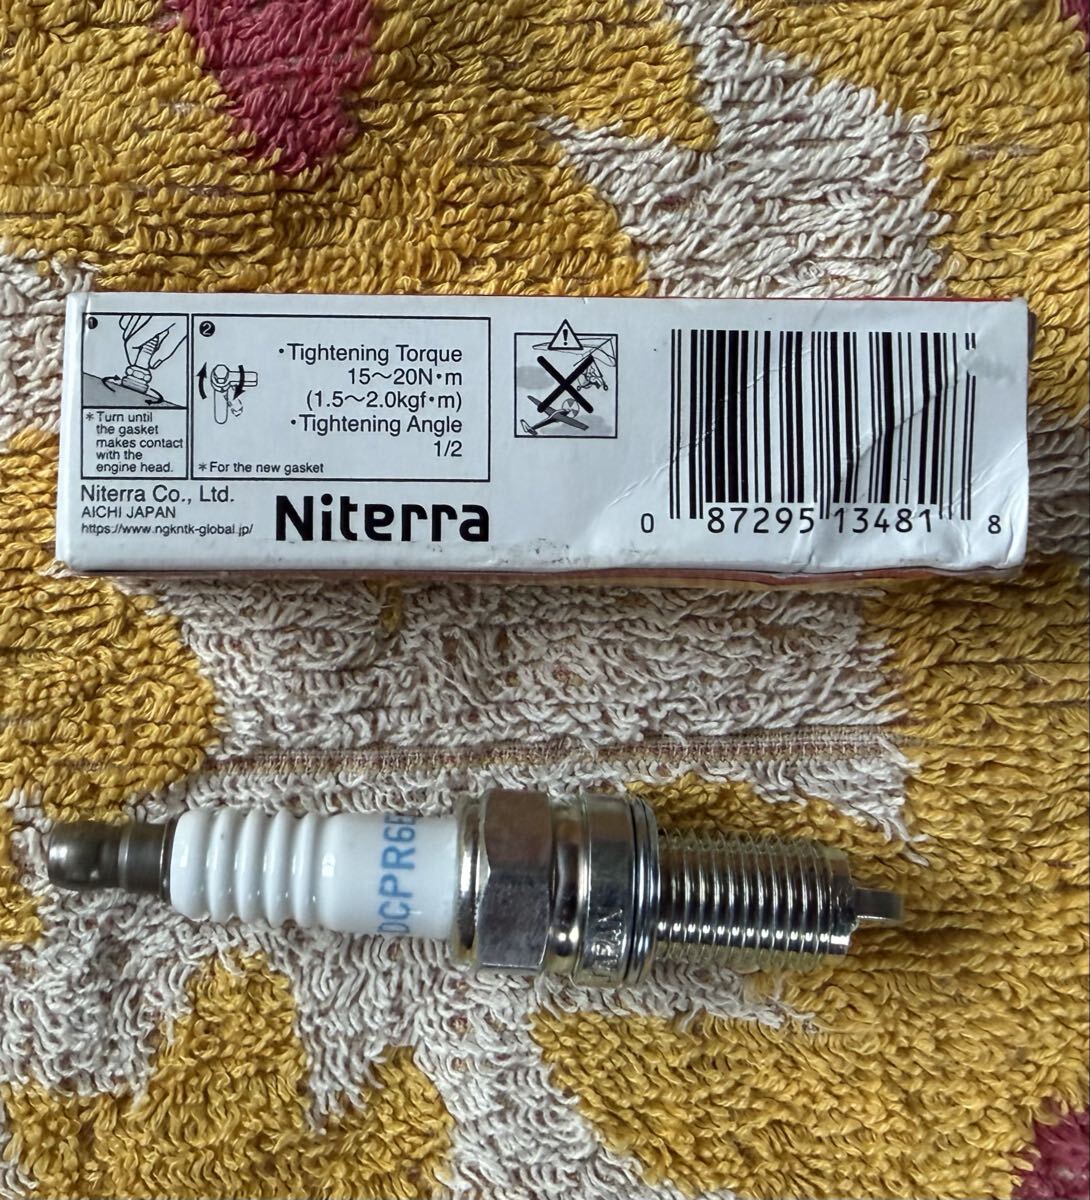 1
* Turn until
the gasket
makes contact
with the
engine head.
2
・Tightening Torque
15〜20N・m
(1.5〜2.0kgf・m)
・Tightening Angle
1/2
* For the new gasket
Niterra Co., Ltd.
AICHI JAPAN
https://www.ngkntk-global.jp/
Niterra
0 87295 13481 8
DCPR6E
JAPAN